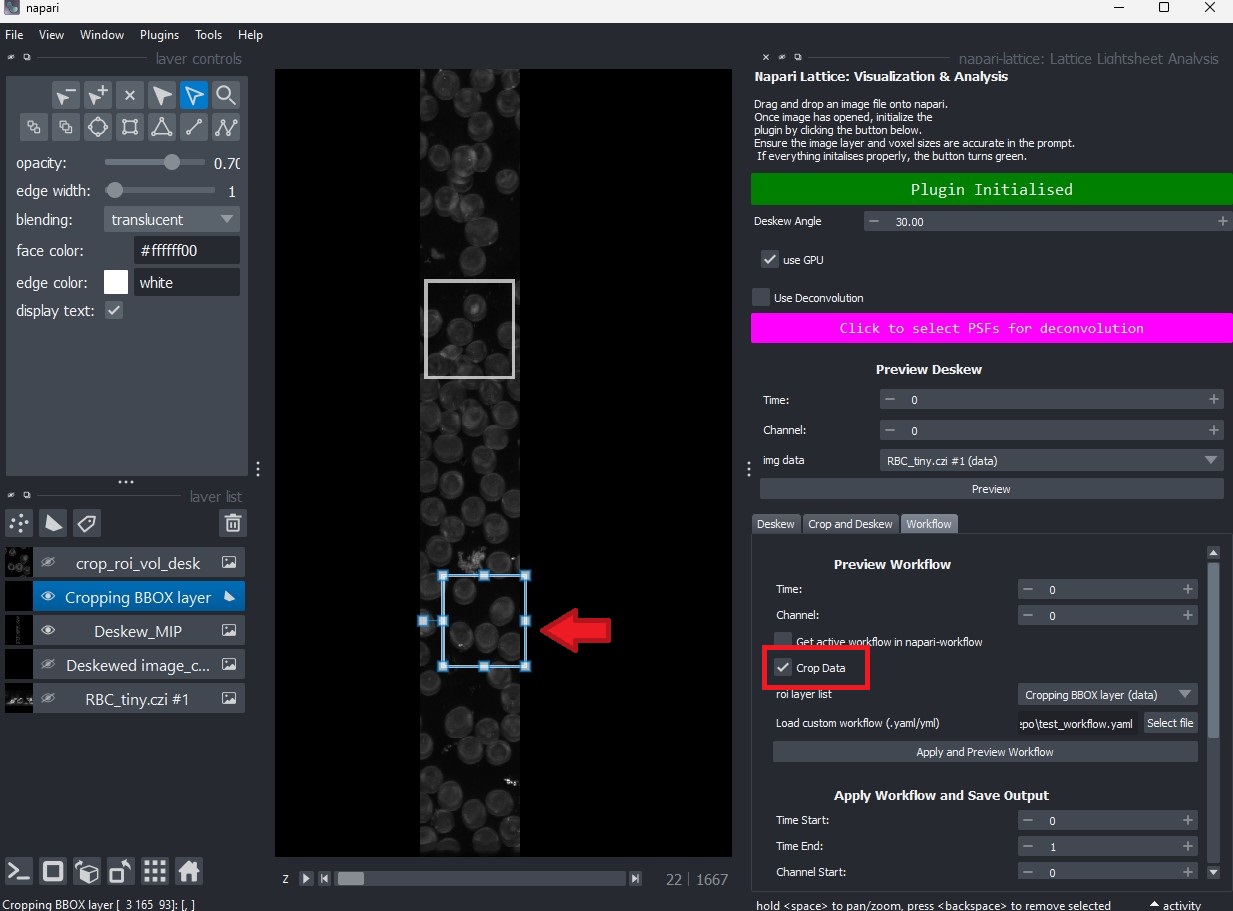 napari
File View Window Plugins Tools Help
layer controls
opacity: 0.70
edge width: 1
blending: translucent
face color: #ffffff00
edge color: white
display text:
layer list
crop_roi_vol_desk
Cropping BBOX layer
Deskew_MIP
Deskewed image_c...
RBC_tiny.czi #1
Cropping BBOX layer [ 3 165 93]: [, ]
z 22 | 1667
napari-lattice: Lattice Lightsheet Analysis
Napari Lattice: Visualization & Analysis
Drag and drop an image file onto napari.
Once image has opened, initialize the
plugin by clicking the button below.
Ensure the image layer and voxel sizes are accurate in the prompt.
If everything initalises properly, the button turns green.
Plugin Initialised
Deskew Angle 30.00
use GPU
Use Deconvolution
Click to select PSFs for deconvolution
Preview Deskew
Time: 0
Channel: 0
img data RBC_tiny.czi #1 (data)
Preview
Deskew Crop and Deskew Workflow
Preview Workflow
Time: 0
Channel: 0
Get active workflow in napari-workflow
Crop Data
roi layer list Cropping BBOX layer (data)
Load custom workflow (.yaml/yml) epo\test_workflow.yaml Select file
Apply and Preview Workflow
Apply Workflow and Save Output
Time Start: 0
Time End: 1
Channel Start: 0
hold <space> to pan/zoom, press <backspace> to remove selected
activity